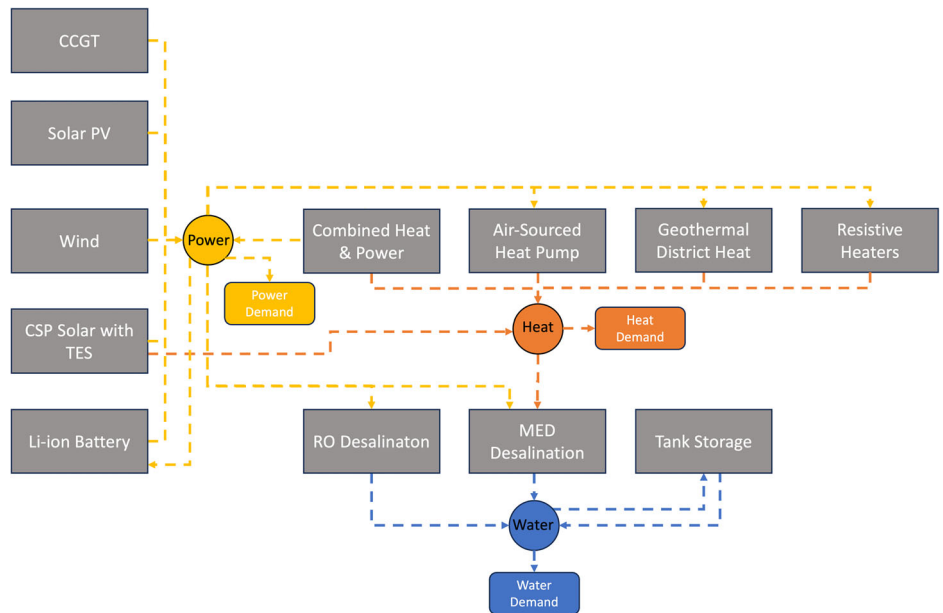 CCGT
Solar PV
Wind
CSP Solar with
TES
Li-ion Battery
Power
Power
Demand
Combined Heat
& Power
Air-Sourced
Heat Pump
Geothermal
District Heat
Resistive
Heaters
Heat
Heat
Demand
RO Desalinaton
MED
Desalination
Tank Storage
Water
Water
Demand